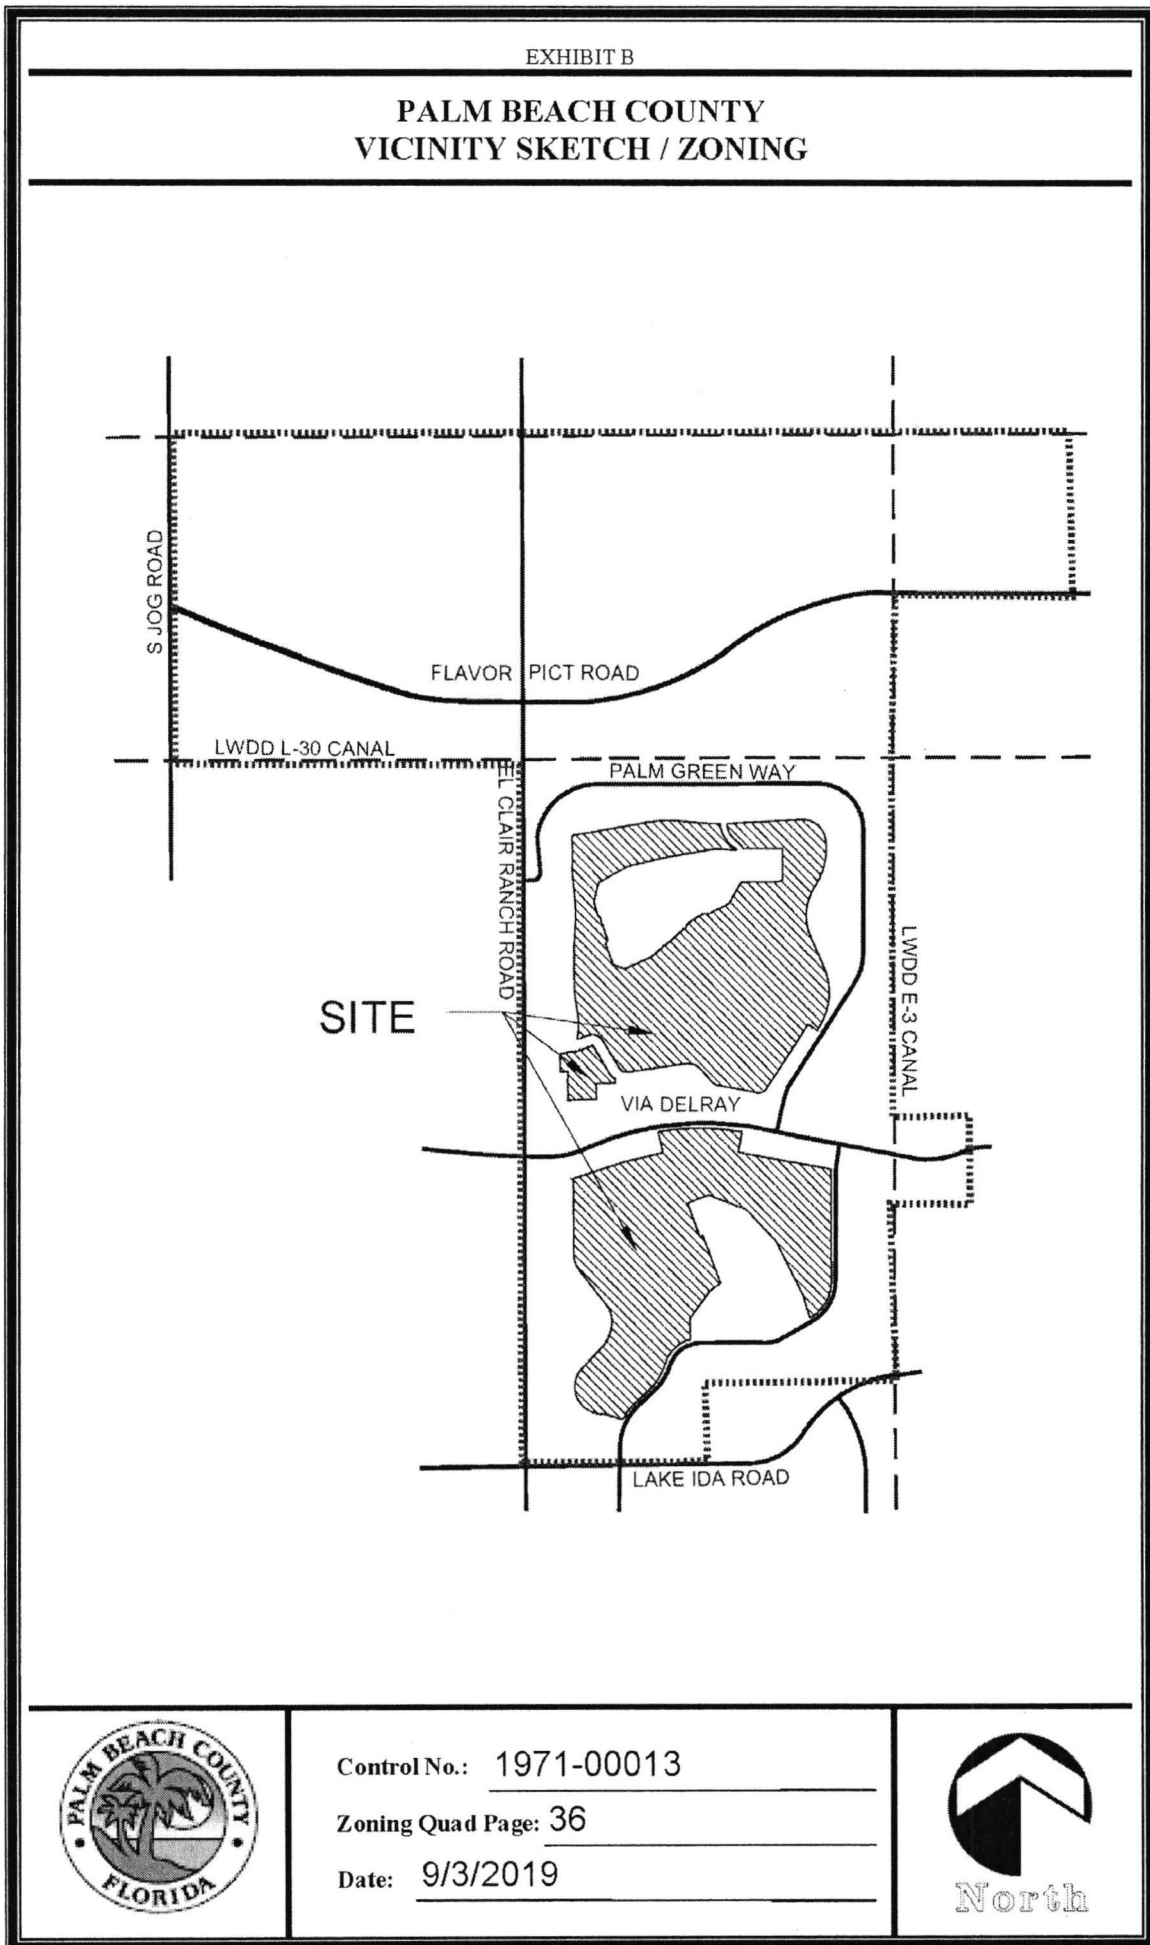 EXHIBIT B
PALM BEACH COUNTY
VICINITY SKETCH / ZONING
S JOG ROAD
FLAVOR PICT ROAD
LWDD L-30 CANAL
PALM GREEN WAY
EL CLAIR RANCH ROAD
LWDD E-3 CANAL
SITE
VIA DELRAY
LAKE IDA ROAD
PALM BEACH COUNTY
FLORIDA
Control No.: 1971-00013
Zoning Quad Page: 36
Date: 9/3/2019
North